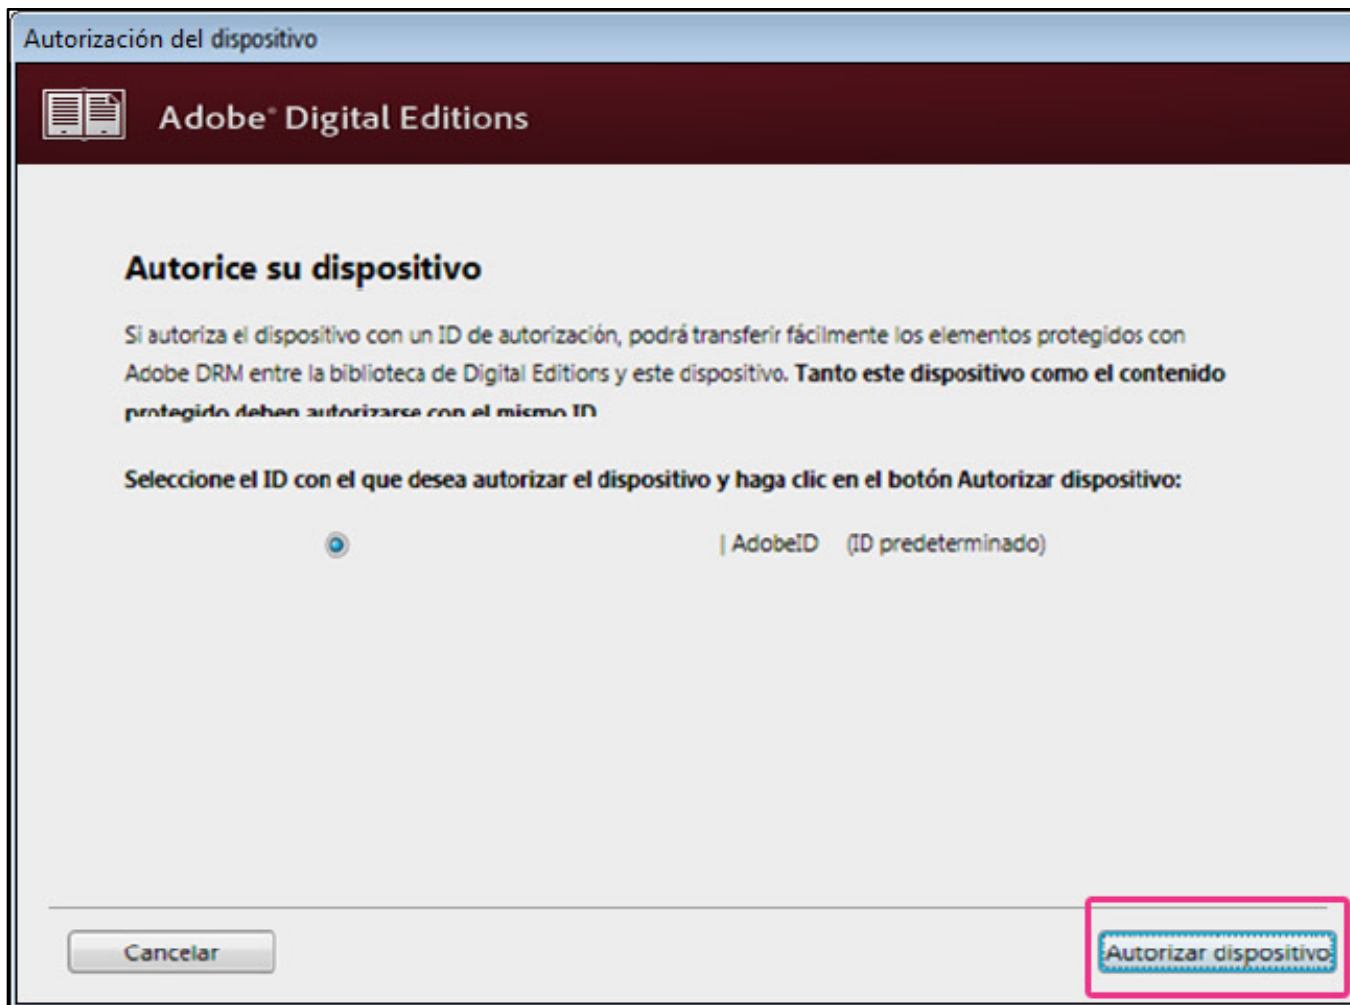 Autorización del dispositivo
Adobe® Digital Editions
Autorice su dispositivo
Si autoriza el dispositivo con un ID de autorización, podrá transferir fácilmente los elementos protegidos con
Adobe DRM entre la biblioteca de Digital Editions y este dispositivo. Tanto este dispositivo como el contenido
protegido deben autorizarse con el mismo ID
Seleccione el ID con el que desea autorizar el dispositivo y haga clic en el botón Autorizar dispositivo:
| AdobeID (ID predeterminado)
Cancelar
Autorizar dispositivo